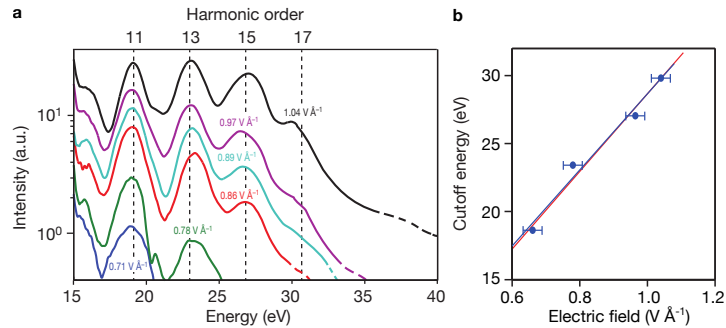 a
Harmonic order
11 13 15 17
Intensity (a.u.)
10¹
10⁰
1.04 V Å⁻¹
0.97 V Å⁻¹
0.89 V Å⁻¹
0.86 V Å⁻¹
0.78 V Å⁻¹
0.71 V Å⁻¹
15 20 25 30 35 40
Energy (eV)
b
Cutoff energy (eV)
30
25
20
15
0.6 0.8 1.0 1.2
Electric field (V Å⁻¹)